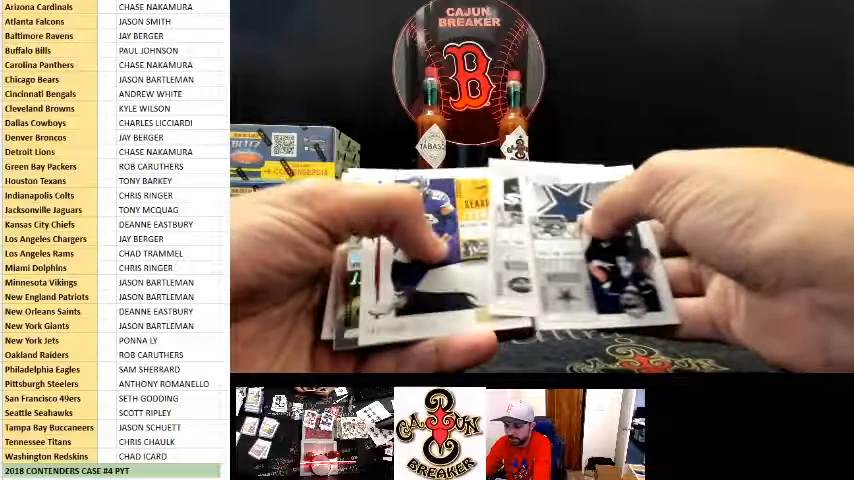 Arizona Cardinals CHASE NAKAMURA
Atlanta Falcons JASON SMITH
Baltimore Ravens JAY BERGER
Buffalo Bills PAUL JOHNSON
Carolina Panthers CHASE NAKAMURA
Chicago Bears JASON BARTLEMAN
Cincinnati Bengals ANDREW WHITE
Cleveland Browns KYLE WILSON
Dallas Cowboys CHARLES LICCIARDI
Denver Broncos JAY BERGER
Detroit Lions CHASE NAKAMURA
Green Bay Packers ROB CARUTHERS
Houston Texans TONY BARKEY
Indianapolis Colts CHRIS RINGER
Jacksonville Jaguars TONY MCQUAG
Kansas City Chiefs DEANNE EASTBURY
Los Angeles Chargers JAY BERGER
Los Angeles Rams CHAD TRAMMEL
Miami Dolphins CHRIS RINGER
Minnesota Vikings JASON BARTLEMAN
New England Patriots JASON BARTLEMAN
New Orleans Saints DEANNE EASTBURY
New York Giants JASON BARTLEMAN
New York Jets PONNA LY
Oakland Raiders ROB CARUTHERS
Philadelphia Eagles SAM SHERRARD
Pittsburgh Steelers ANTHONY ROMANELLO
San Francisco 49ers SETH GODDING
Seattle Seahawks SCOTT RIPLEY
Tampa Bay Buccaneers JASON SCHUETT
Tennessee Titans CHRIS CHAULK
Washington Redskins CHAD ICARD
2018 CONTENDERS CASE #4 PYT
CAJUN
BREAKER
B
TABASC
BLITZ
CAJUN
BREAKER